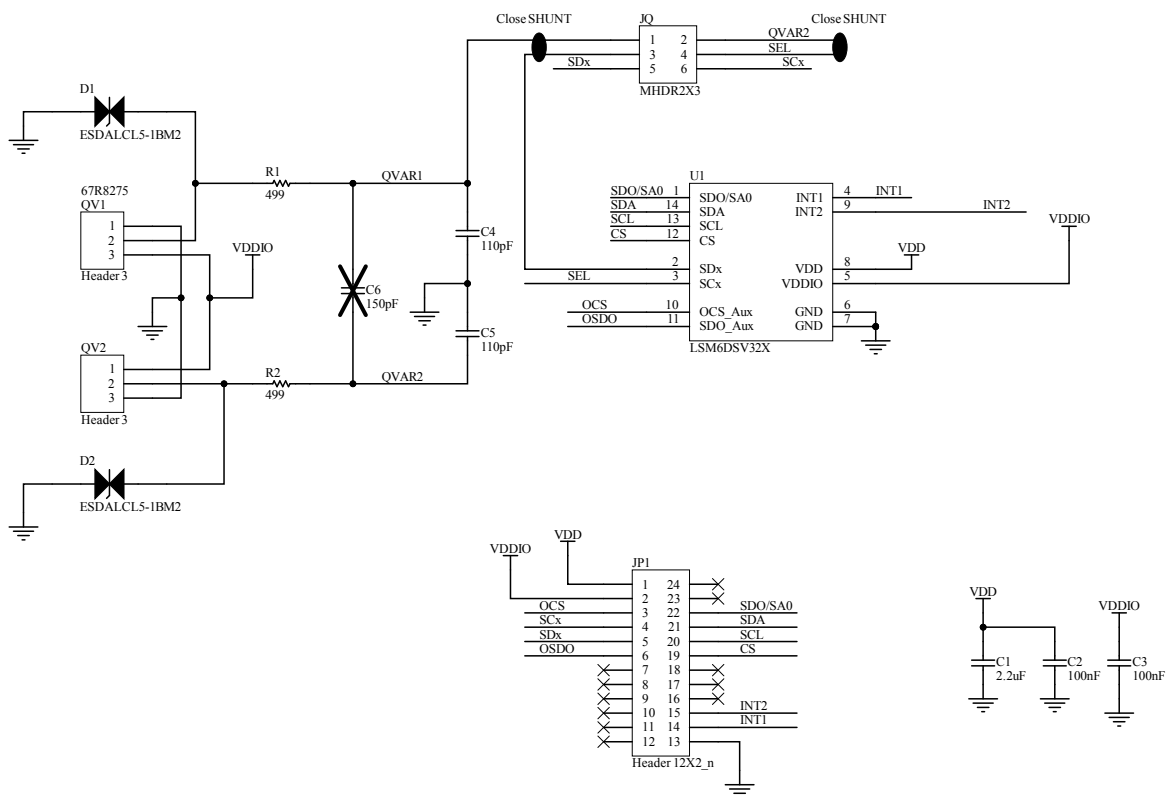 Close SHUNT
JQ
Close SHUNT
1 2 QVAR2
3 4 SEL
SDx 5 6 SCx
MHDR2X3
D1
ESDALCL5-1BM2
R1
499
QVAR1
67R8275
QV1
1
2
3
Header 3
VDDIO
C4
110pF
C6
150pF
C5
110pF
QV2
1
2
3
Header 3
R2
499
QVAR2
D2
ESDALCL5-1BM2
U1
SDO/SA0 1 SDO/SA0 INT1 4 INT1
SDA 14 SDA INT2 9 INT2
SCL 13 SCL
CS 12 CS
VDDIO
VDD
2 SDx VDD 8
SEL 3 SCx VDDIO 5
OCS 10 OCS_Aux GND 6
OSDO 11 SDO_Aux GND 7
LSM6DSV32X
VDD
VDDIO
JP1
1 24
2 23
OCS 3 22 SDO/SA0
SCx 4 21 SDA
SDx 5 20 SCL
OSDO 6 19 CS
7 18
8 17
9 16
10 15 INT2
11 14 INT1
12 13
Header 12X2_n
VDD
VDDIO
C1
2.2uF
C2
100nF
C3
100nF